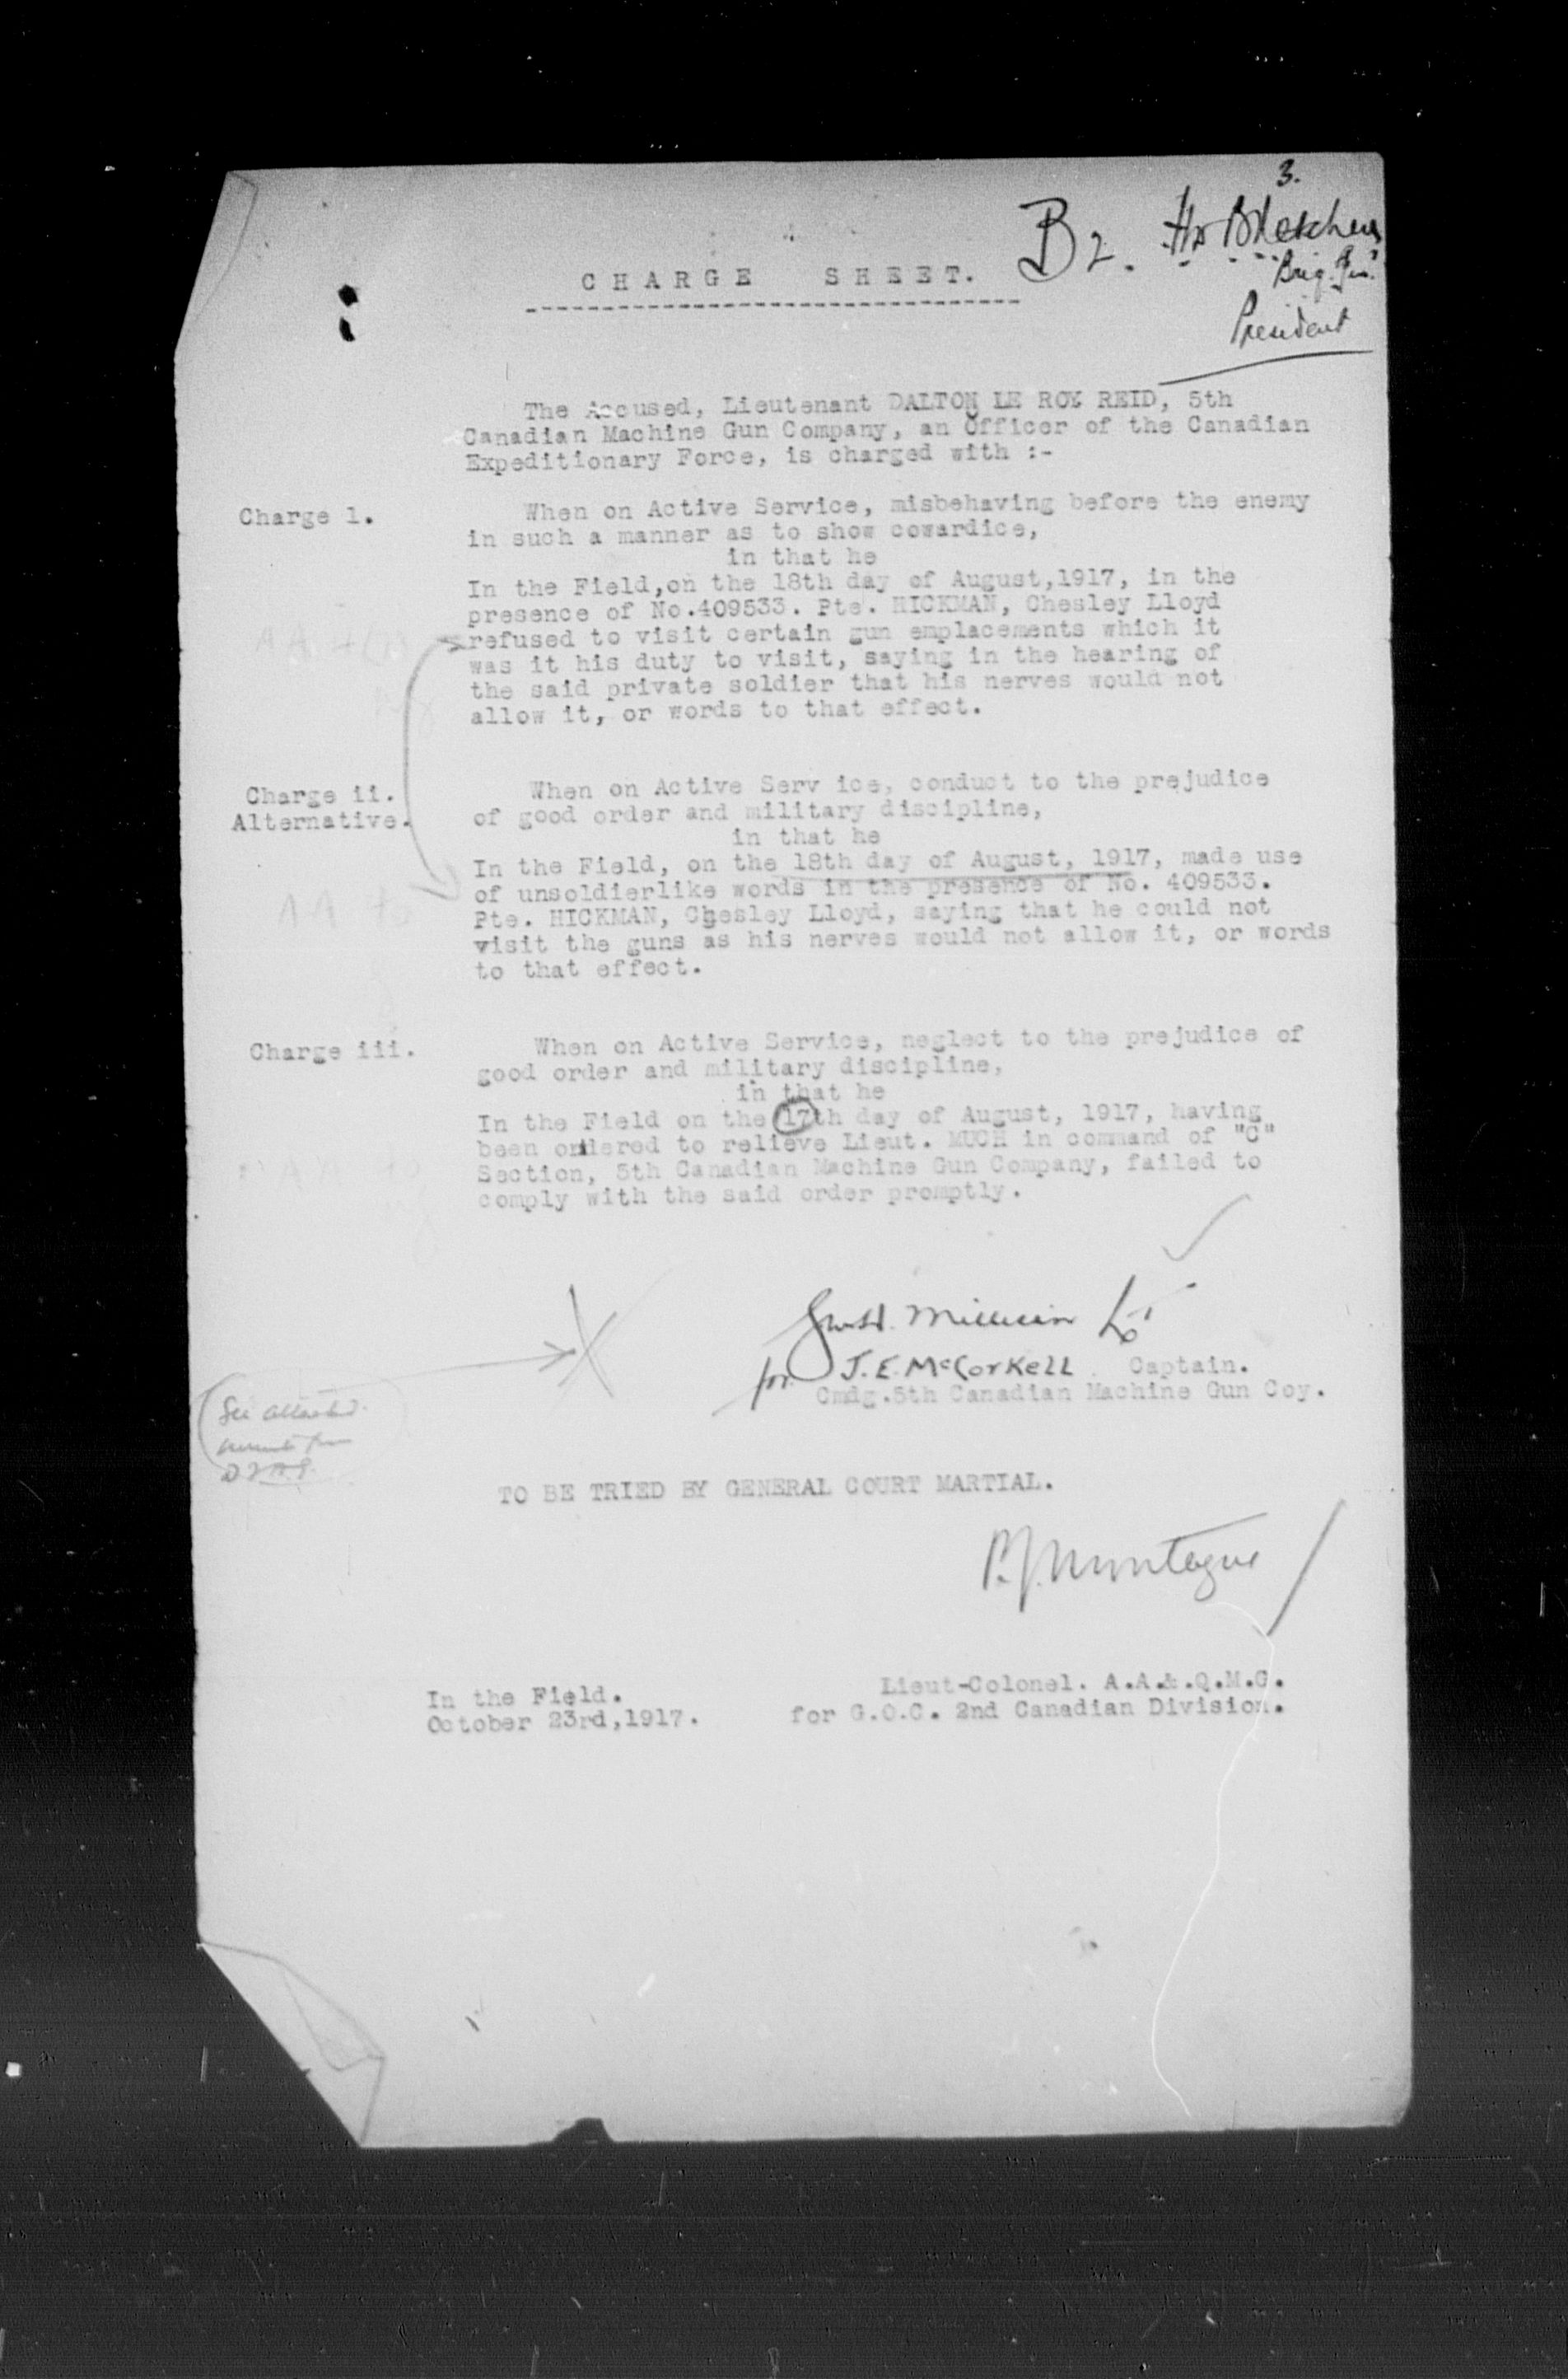 3.
B2.
Brig. Gen.
President
CHARGE SHEET.
The Accused, Lieutenant DALTON LE ROY REID, 5th
Canadian Machine Gun Company, an Officer of the Canadian
Expeditionary Force, is charged with :-
Charge 1.
When on Active Service, misbehaving before the enemy
in such a manner as to show cowardice,
in that he
In the Field,on the 18th day of August,1917, in the
presence of No.409533. Pte. HICKMAN, Chesley Lloyd
refused to visit certain gun emplacements which it
was it his duty to visit, saying in the hearing of
the said private soldier that his nerves would not
allow it, or words to that effect.
Charge ii.
Alternative.
When on Active Serv ice, conduct to the prejudice
of good order and military discipline,
in that he
In the Field, on the 18th day of August, 1917, made use
of unsoldierlike words in the presence of No. 409533.
Pte. HICKMAN, Chesley Lloyd, saying that he could not
visit the guns as his nerves would not allow it, or words
to that effect.
Charge iii.
When on Active Service, neglect to the prejudice of
good order and military discipline,
in that he
In the Field on the 17th day of August, 1917, having
been ordered to relieve Lieut. MUCH in command of "C"
Section, 5th Canadian Machine Gun Company, failed to
comply with the said order promptly.
Lt
for J.E. McCorkell Captain.
Cmdg.5th Canadian Machine Gun Coy.
See attached
TO BE TRIED BY GENERAL COURT MARTIAL.
P.J. Montague
In the Field.
October 23rd,1917.
Lieut-Colonel. A.A.&.Q.M.G.
for G.O.C. 2nd Canadian Division.